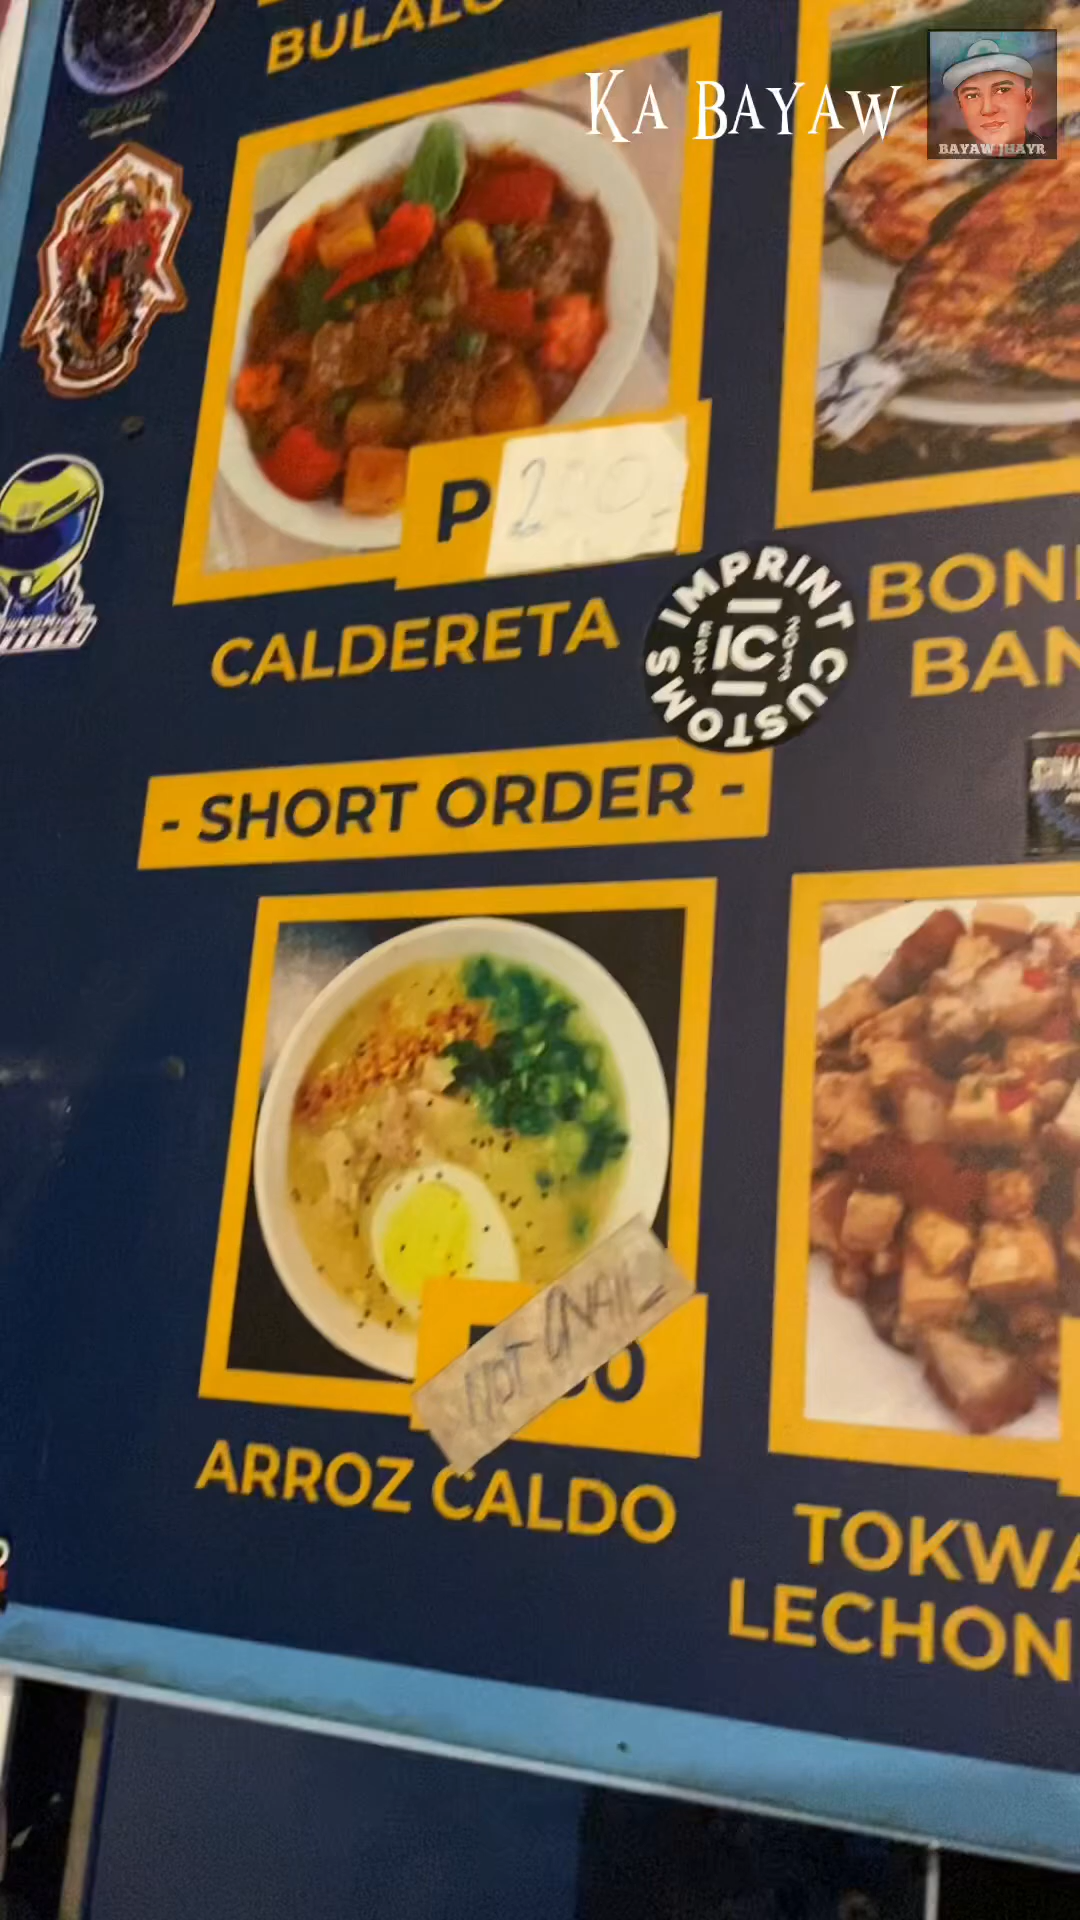 BULALO
KA BAYAW
BAYAW JHAYR
P
CALDERETA
IMPRINT CUSTOMS
IC
BON
BAN
- SHORT ORDER -
NOT AVAIL
0
ARROZ CALDO
TOKWA
LECHON